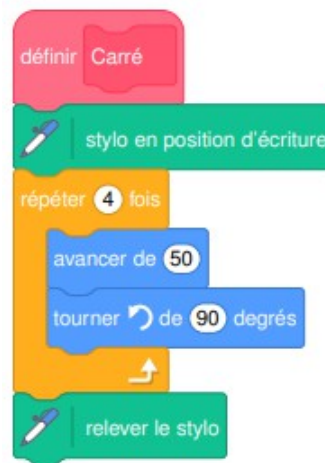 définir Carré
stylo en position d'écriture
répéter 4 fois
avancer de 50
tourner de 90 degrés
relever le stylo